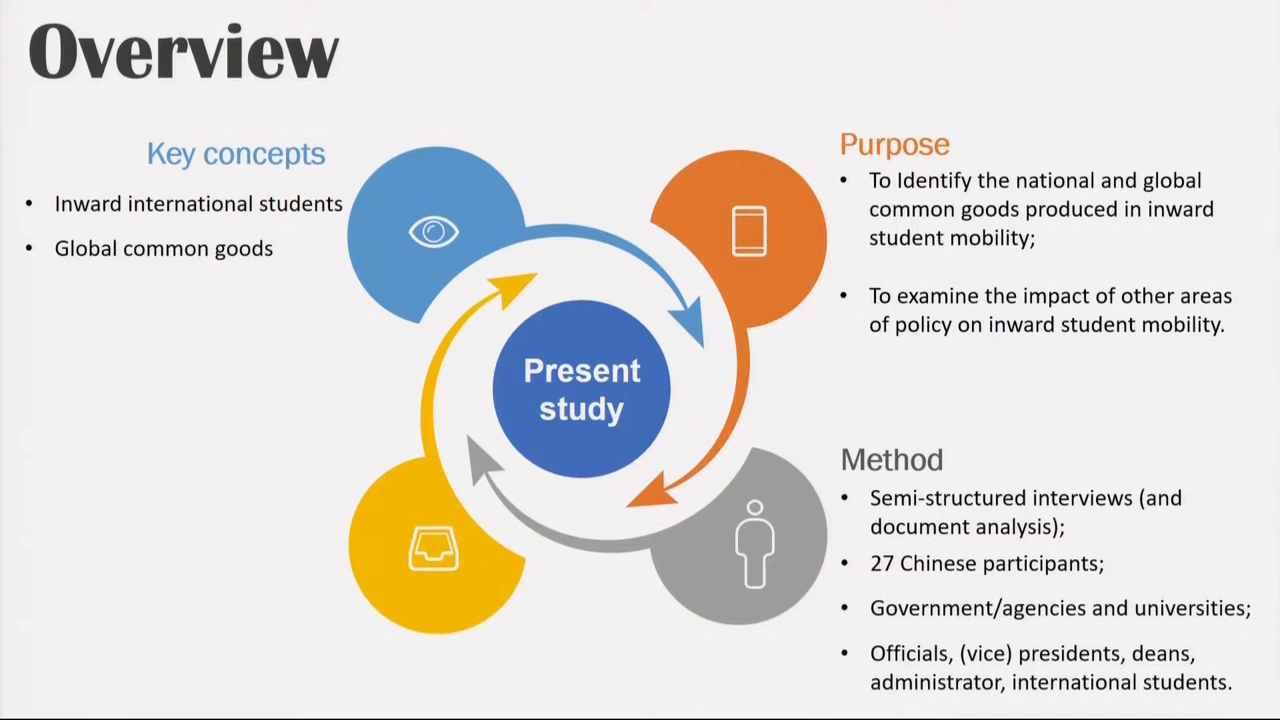 Overview
Key concepts
• Inward international students
• Global common goods
Purpose
• To Identify the national and global
common goods produced in inward
student mobility;
• To examine the impact of other areas
of policy on inward student mobility.
Present
study
Method
• Semi-structured interviews (and
document analysis);
• 27 Chinese participants;
• Government/agencies and universities;
• Officials, (vice) presidents, deans,
administrator, international students.